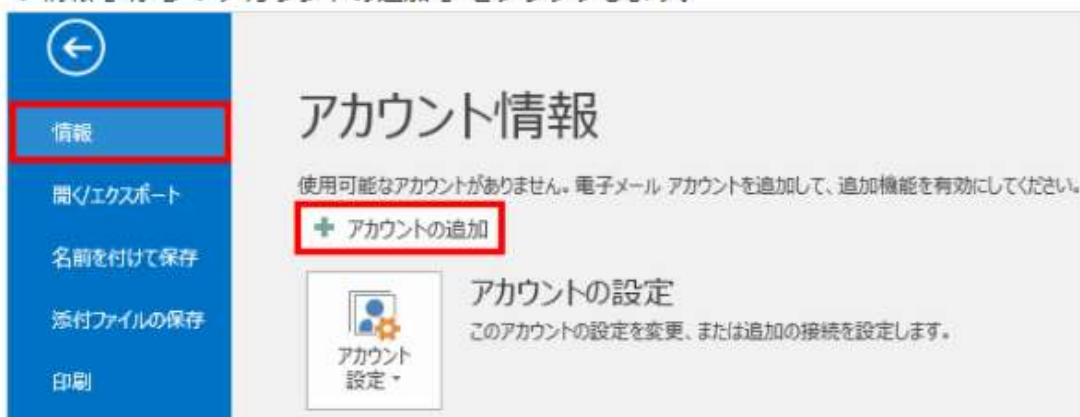 情報
開く/エクスポート
名前を付けて保存
添付ファイルの保存
印刷
アカウント情報
使用可能なアカウントがありません。電子メール アカウントを追加して、追加機能を有効にしてください。
アカウントの追加
アカウント
設定
アカウントの設定
このアカウントの設定を変更、または追加の接続を設定します。